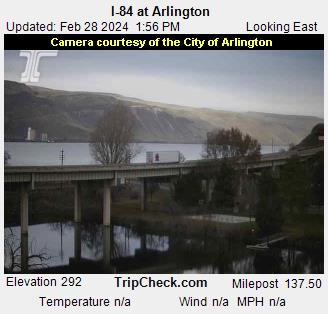 I-84 at Arlington
Updated: Feb 28 2024 1:56 PM Looking East
Camera courtesy of the City of Arlington
Elevation 292 TripCheck.com Milepost 137.50
Temperature n/a Wind n/a MPH n/a